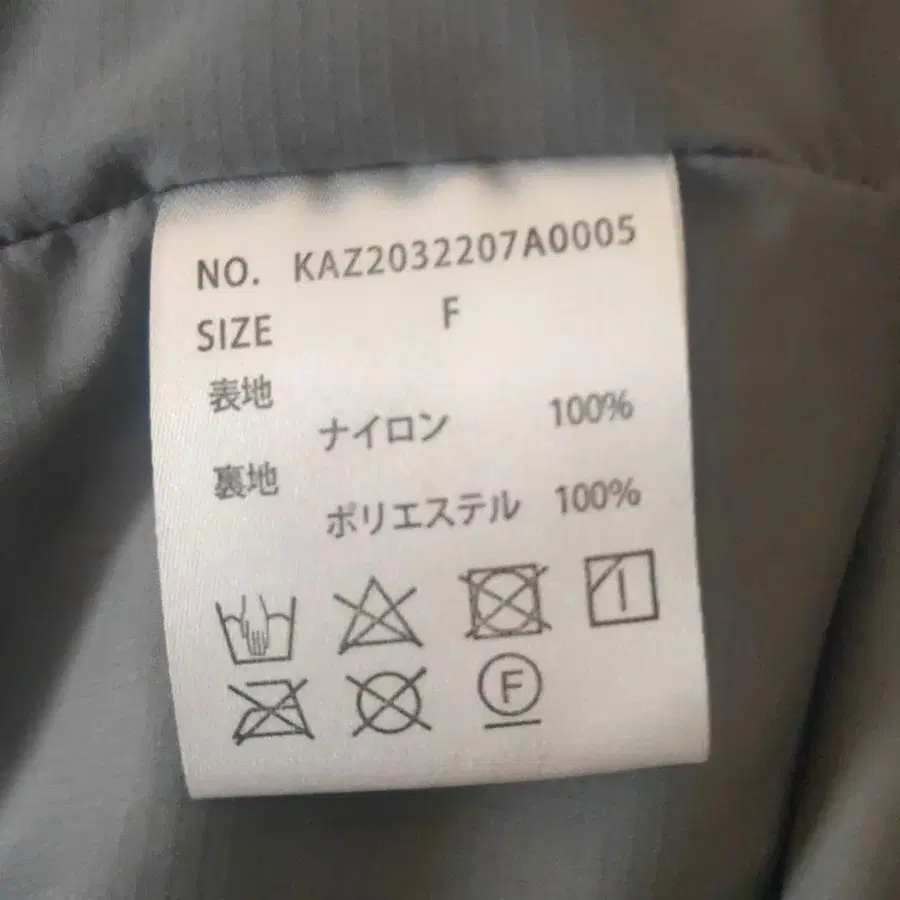 NO. KAZ2032207A0005
SIZE F
表地
ナイロン 100%
裏地
ポリエステル 100%
F